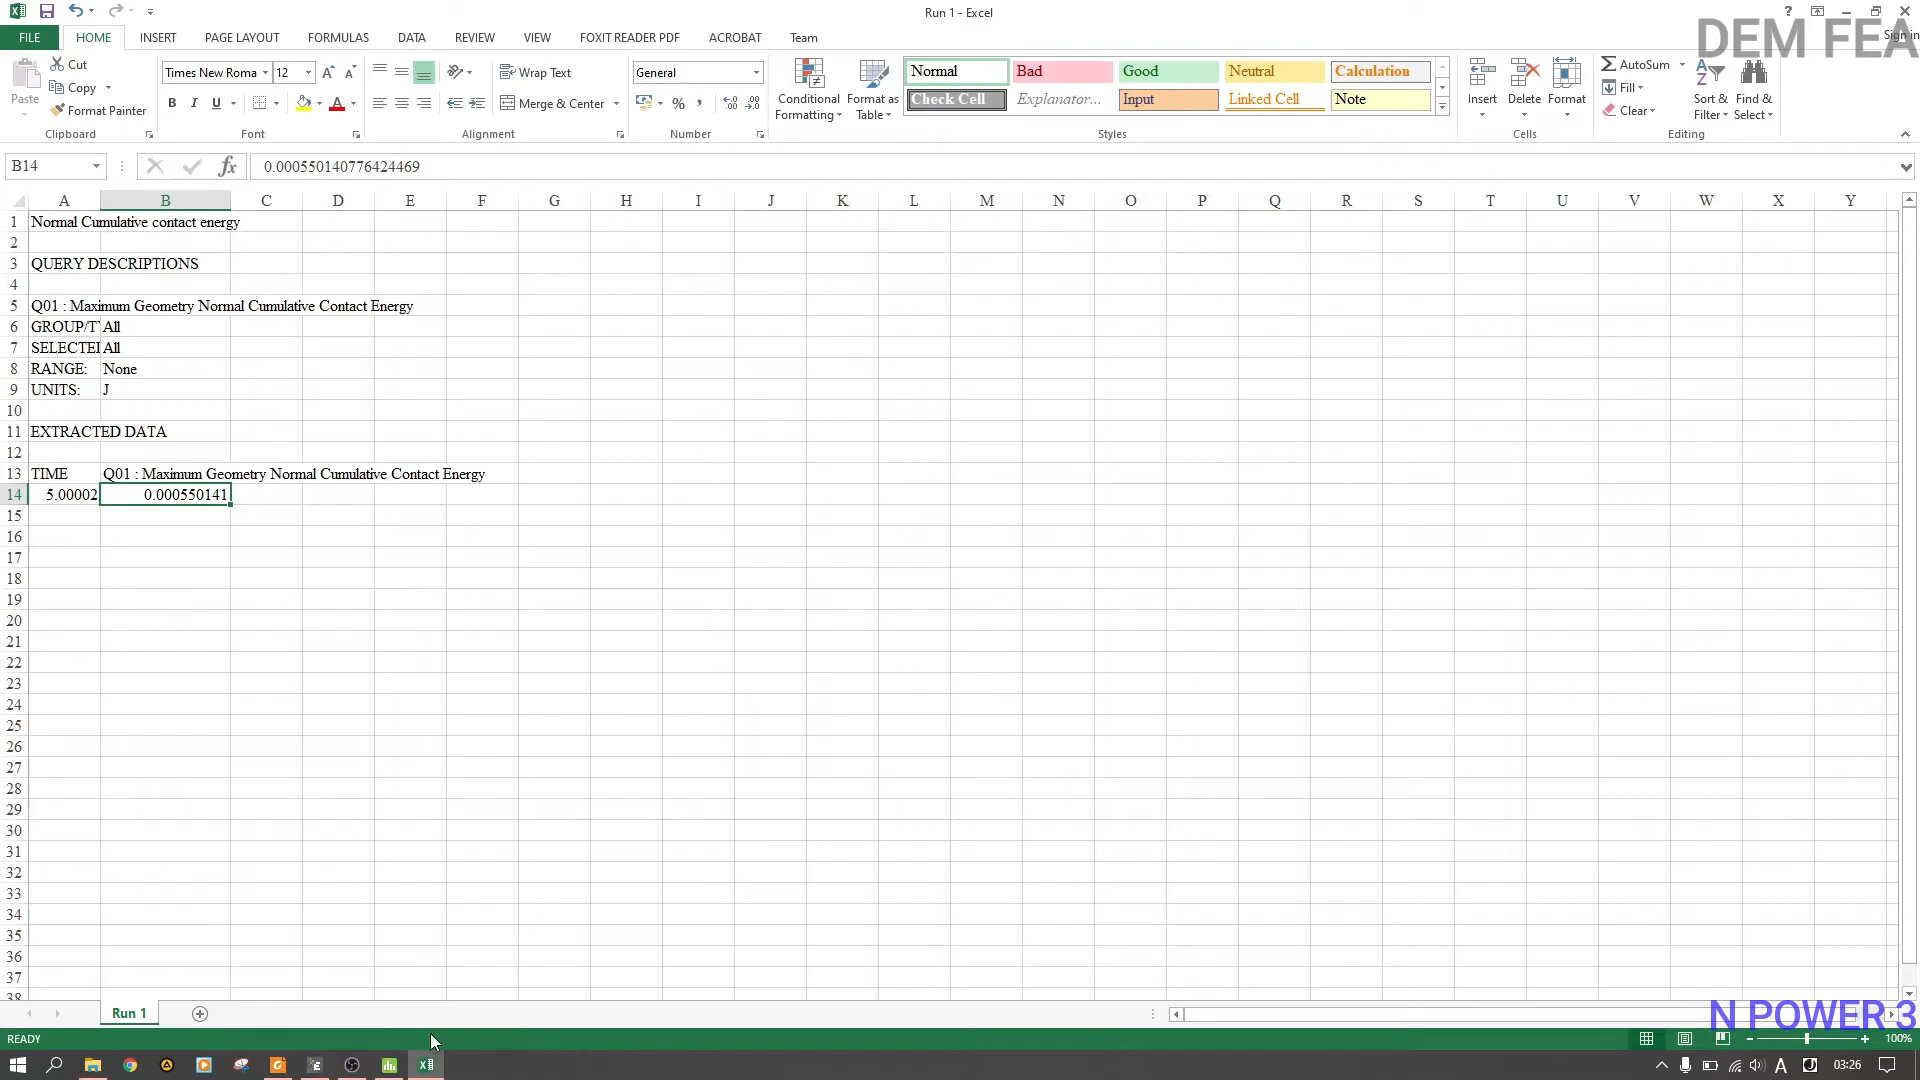 Run 1 - Excel
?
Sign in
DEM FEA
FILE HOME INSERT PAGE LAYOUT FORMULAS DATA REVIEW VIEW FOXIT READER PDF ACROBAT Team
Paste
Cut
Copy
Format Painter
Clipboard
Times New Roma 12
B I U
Font
Wrap Text
Merge & Center
Alignment
General
%
Number
Conditional Formatting
Format as Table
Normal Bad Good Neutral Calculation
Check Cell Explanator... Input Linked Cell Note
Styles
Insert Delete Format
Cells
AutoSum
Fill
Clear
Sort & Filter
Find & Select
Editing
B14 fx 0.000550140776424469
A B C D E F G H I J K L M N O P Q R S T U V W X Y
1 Normal Cumulative contact energy
2
3 QUERY DESCRIPTIONS
4
5 Q01 : Maximum Geometry Normal Cumulative Contact Energy
6 GROUP/T All
7 SELECTE All
8 RANGE: None
9 UNITS: J
10
11 EXTRACTED DATA
12
13 TIME Q01 : Maximum Geometry Normal Cumulative Contact Energy
14 5.00002 0.000550141
15
16
17
18
19
20
21
22
23
24
25
26
27
28
29
30
31
32
33
34
35
36
37
38
Run 1
N POWER 3
READY
100%
A
03:26